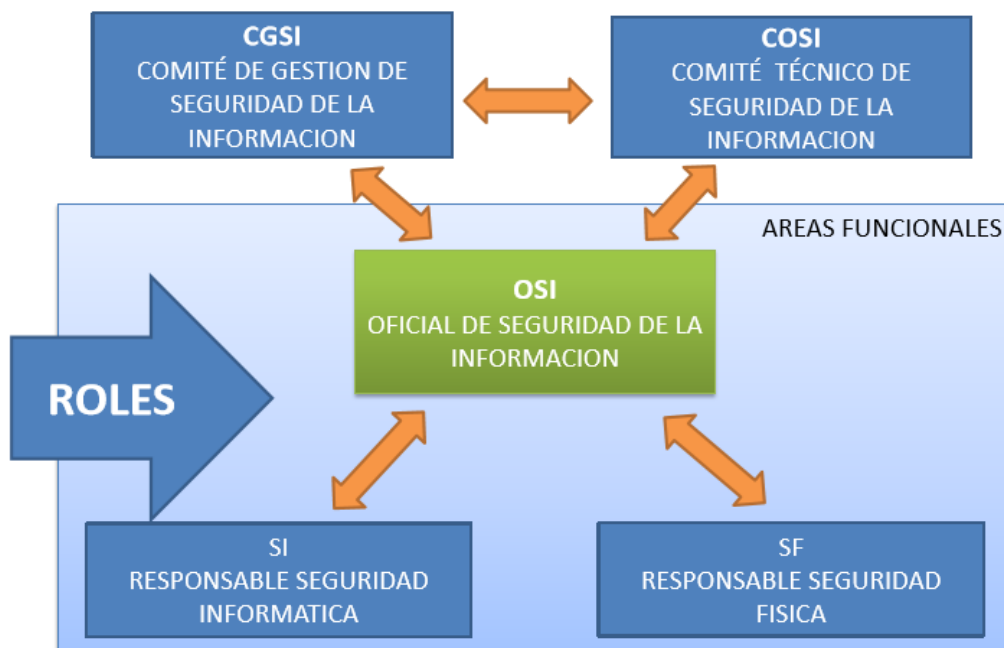 CGSI
COMITÉ DE GESTION DE
SEGURIDAD DE LA
INFORMACION
COSI
COMITÉ TÉCNICO DE
SEGURIDAD DE LA
INFORMACION
AREAS FUNCIONALES
OSI
OFICIAL DE SEGURIDAD DE LA
INFORMACION
ROLES
SI
RESPONSABLE SEGURIDAD
INFORMATICA
SF
RESPONSABLE SEGURIDAD
FISICA